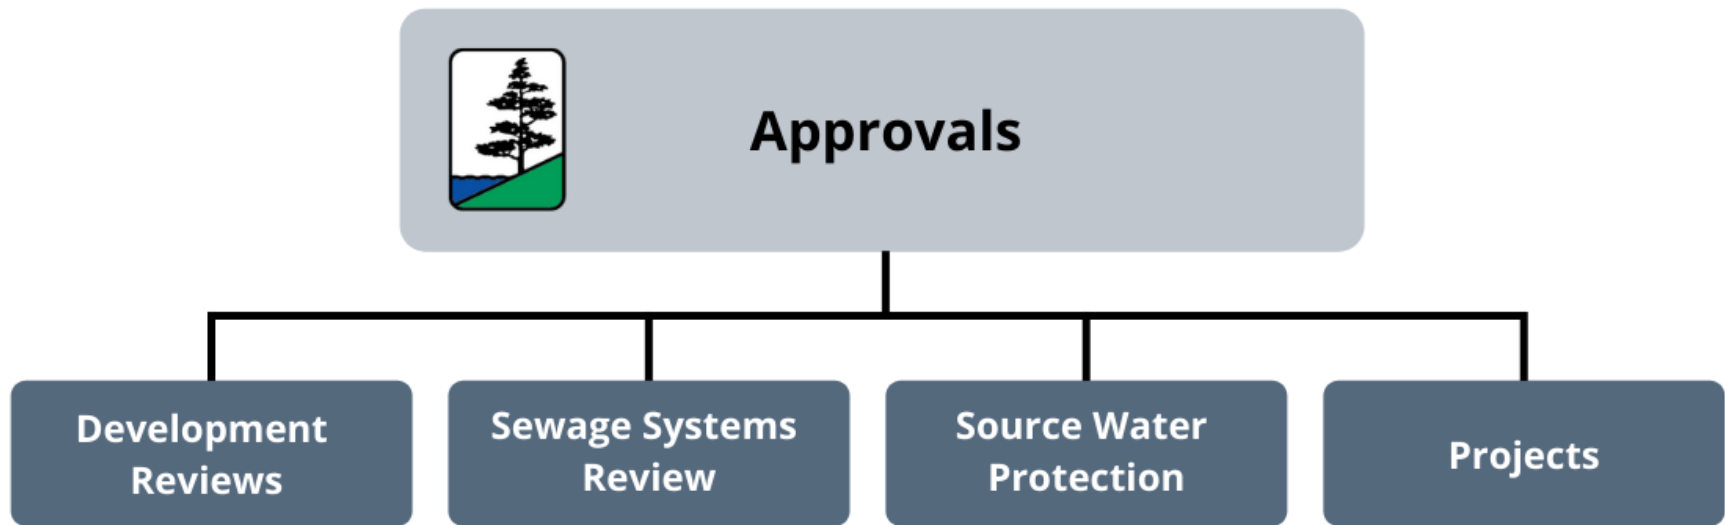 Approvals
Development
Reviews
Sewage Systems
Review
Source Water
Protection
Projects